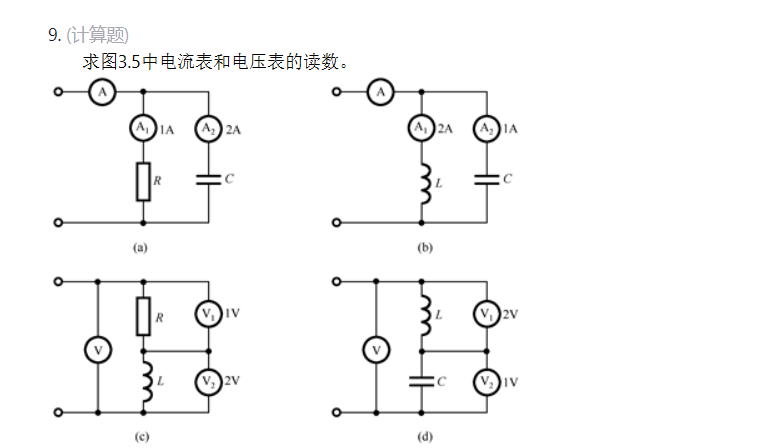 9. (计算题)
求图3.5中电流表和电压表的读数。
A A
A₁ 1A A₂ 2A A₁ 2A A₂ 1A
R C L C
(a) (b)
R V₁ 1V L V₁ 2V
V V
L V₂ 2V C V₂ 1V
(c) (d)